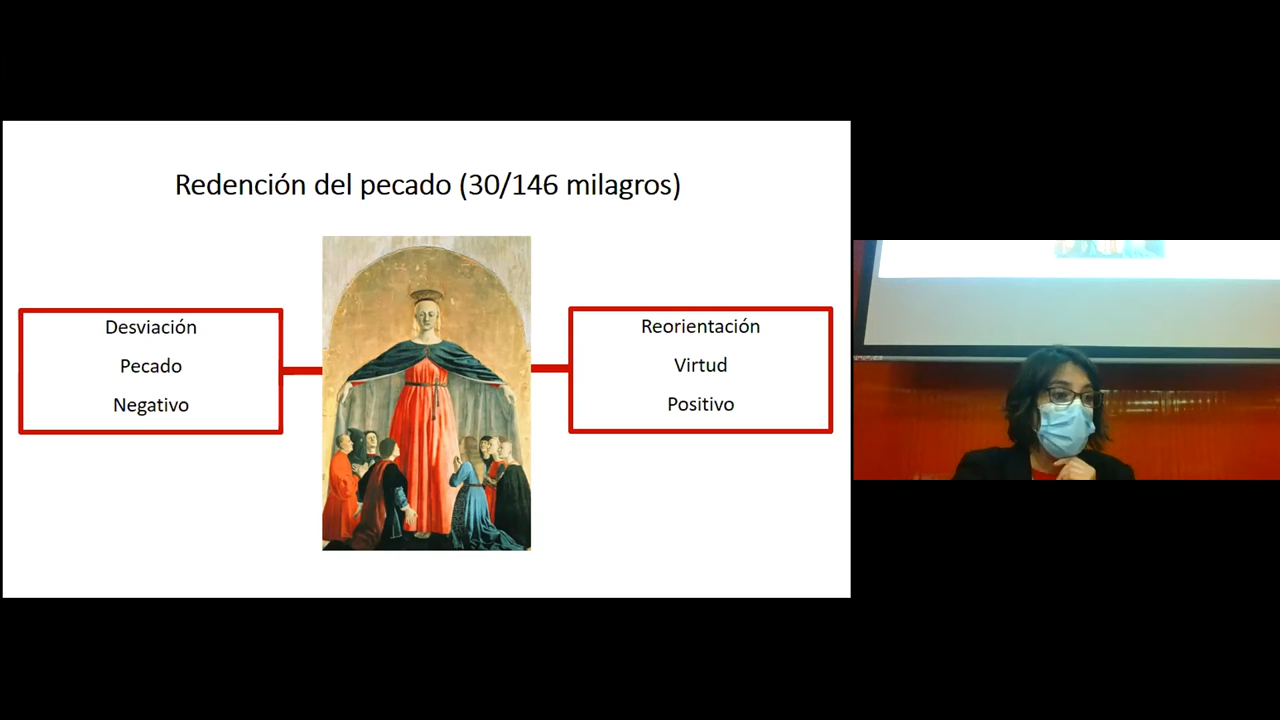 Redención del pecado (30/146 milagros)
Desviación
Pecado
Negativo
Reorientación
Virtud
Positivo